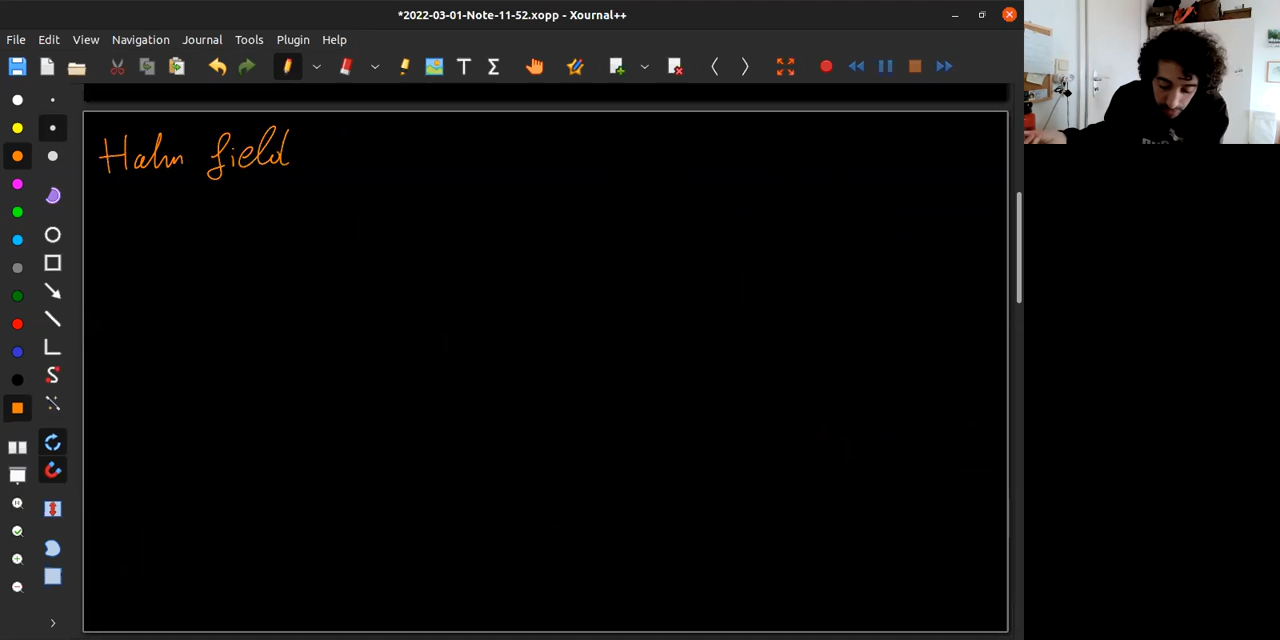 *2022-03-01-Note-11-52.xopp - Xournal++
File Edit View Navigation Journal Tools Plugin Help
Hahn field